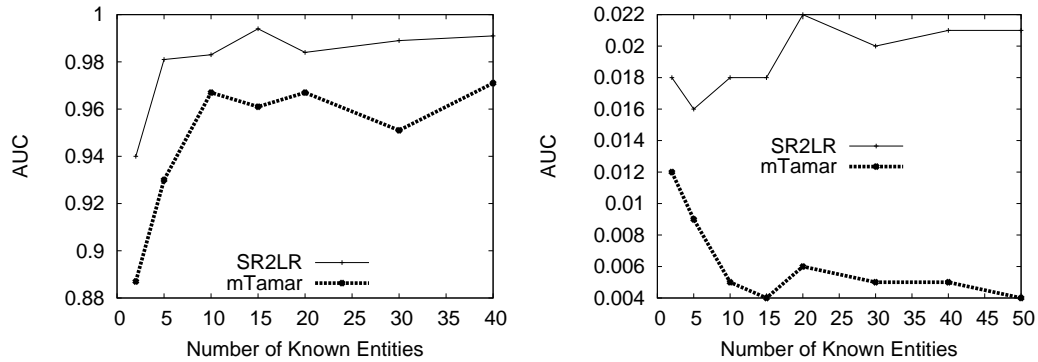 1
0.98
0.96
0.94
0.92
0.9
0.88
AUC
SR2LR
mTamar
0 5 10 15 20 25 30 35 40
Number of Known Entities
0.022
0.02
0.018
0.016
0.014
0.012
0.01
0.008
0.006
0.004
AUC
SR2LR
mTamar
0 5 10 15 20 25 30 35 40 45 50
Number of Known Entities